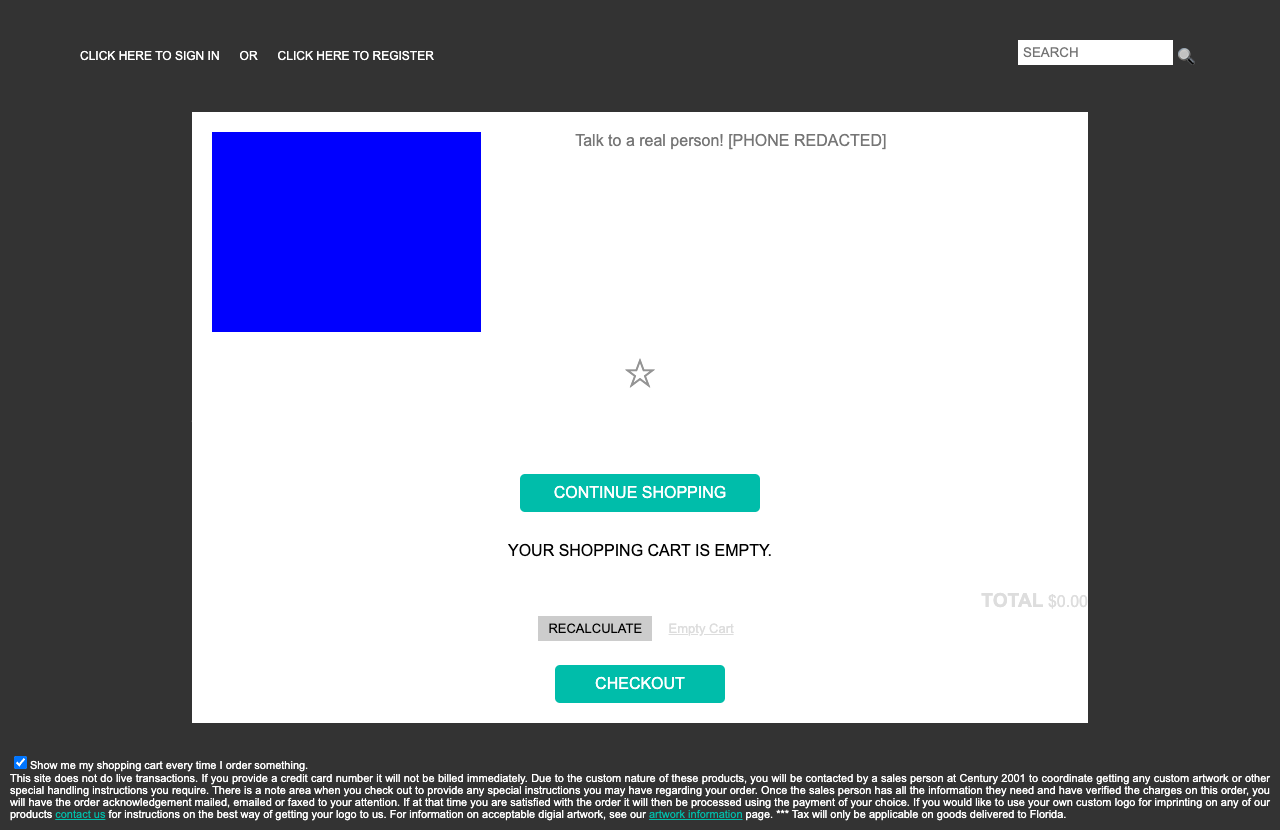 CLICK HERE TO SIGN IN OR CLICK HERE TO REGISTER
SEARCH
Talk to a real person! [PHONE REDACTED]
CONTINUE SHOPPING
YOUR SHOPPING CART IS EMPTY.
TOTAL $0.00
RECALCULATE Empty Cart
CHECKOUT
Show me my shopping cart every time I order something.
This site does not do live transactions. If you provide a credit card number it will not be billed immediately. Due to the custom nature of these products, you will be contacted by a sales person at Century 2001 to coordinate getting any custom artwork or other
special handling instructions you require. There is a note area when you check out to provide any special instructions you may have regarding your order. Once the sales person has all the information they need and have verified the charges on this order, you
will have the order acknowledgement mailed, emailed or faxed to your attention. If at that time you are satisfied with the order it will then be processed using the payment of your choice. If you would like to use your own custom logo for imprinting on any of our
products contact us for instructions on the best way of getting your logo to us. For information on acceptable digial artwork, see our artwork information page. *** Tax will only be applicable on goods delivered to Florida.